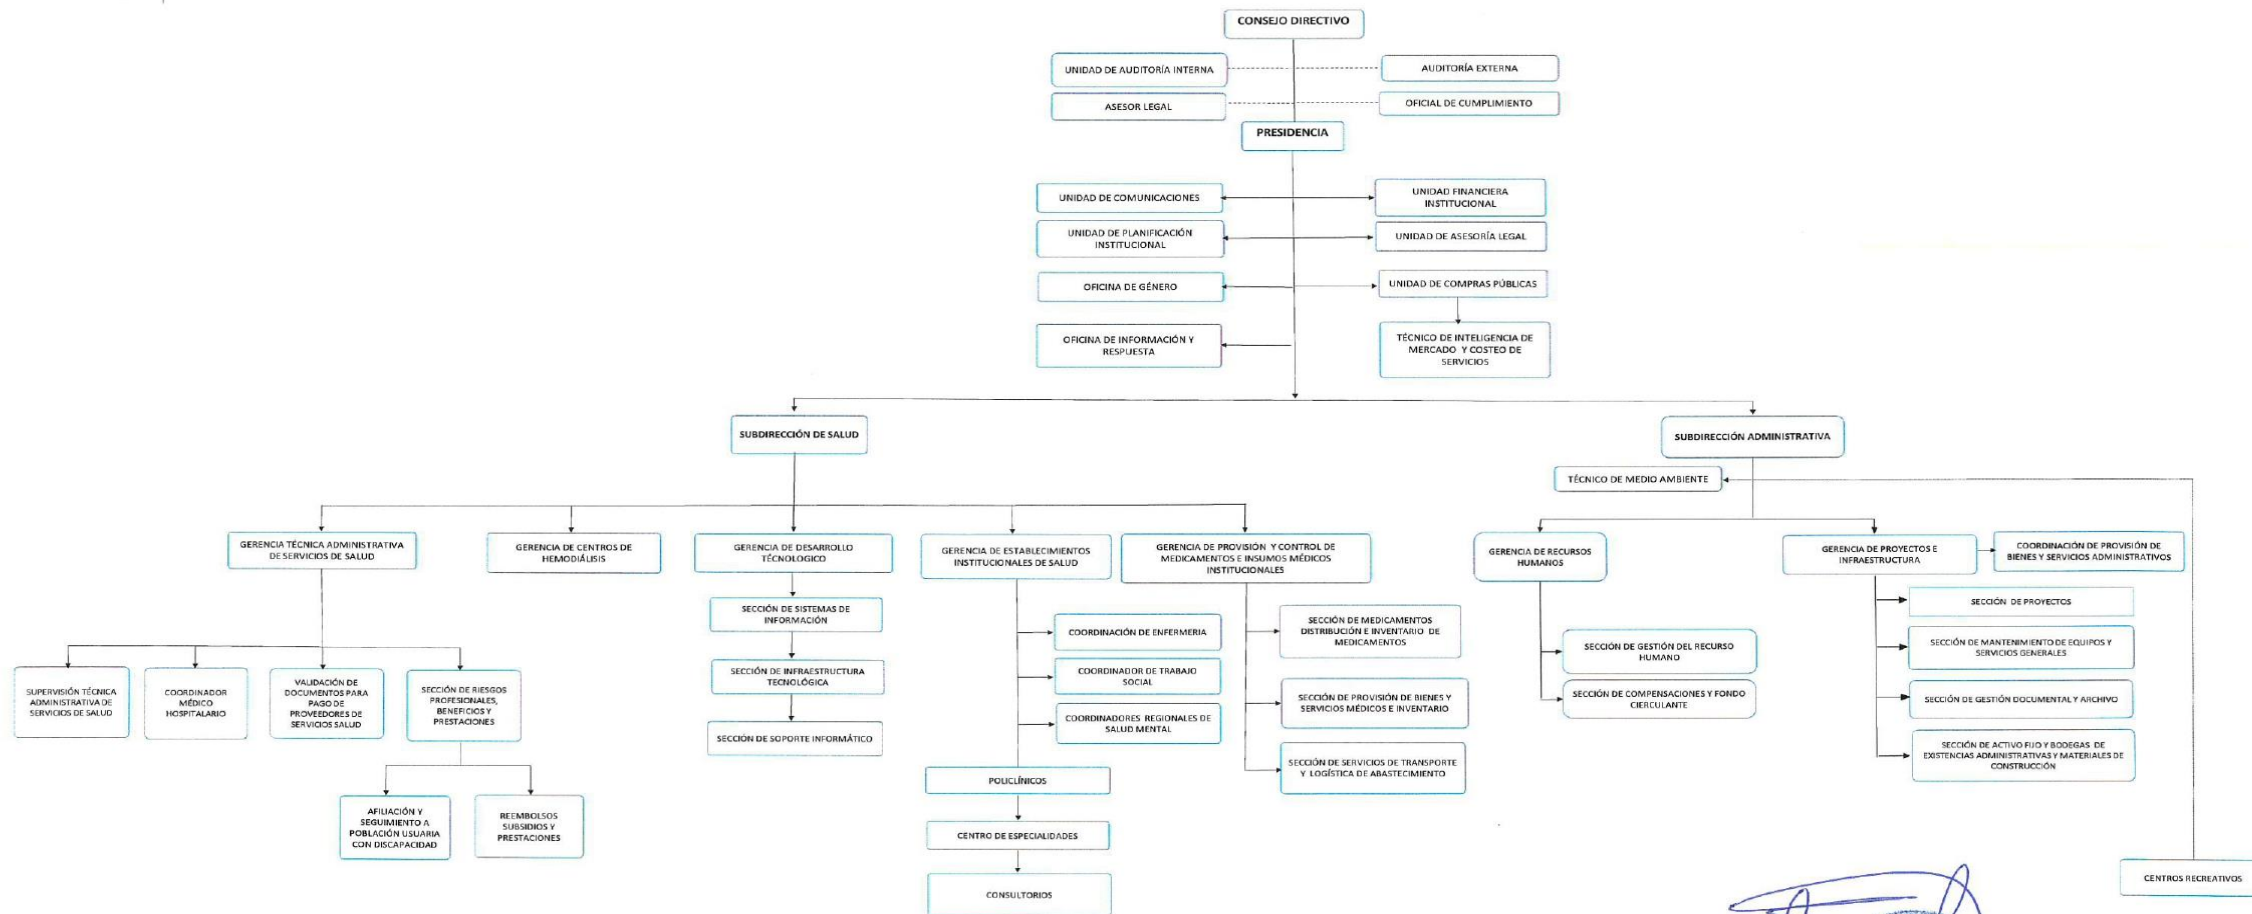 CONSEJO DIRECTIVO
UNIDAD DE AUDITORÍA INTERNA
AUDITORÍA EXTERNA
ASESOR LEGAL
OFICIAL DE CUMPLIMIENTO
PRESIDENCIA
UNIDAD DE COMUNICACIONES
UNIDAD FINANCIERA
INSTITUCIONAL
UNIDAD DE PLANIFICACIÓN
INSTITUCIONAL
UNIDAD DE ASESORÍA LEGAL
OFICINA DE GÉNERO
UNIDAD DE COMPRAS PÚBLICAS
OFICINA DE INFORMACIÓN Y
RESPUESTA
TÉCNICO DE INTELIGENCIA DE
MERCADO Y COSTEO DE
SERVICIOS
SUBDIRECCIÓN DE SALUD
SUBDIRECCIÓN ADMINISTRATIVA
TÉCNICO DE MEDIO AMBIENTE
GERENCIA TÉCNICA ADMINISTRATIVA
DE SERVICIOS DE SALUD
GERENCIA DE CENTROS DE
HEMODIÁLISIS
GERENCIA DE DESARROLLO
TÉCNOLOGICO
GERENCIA DE ESTABLECIMIENTOS
INSTITUCIONALES DE SALUD
GERENCIA DE PROVISIÓN Y CONTROL DE
MEDICAMENTOS E INSUMOS MÉDICOS
INSTITUCIONALES
GERENCIA DE RECURSOS
HUMANOS
GERENCIA DE PROYECTOS E
INFRAESTRUCTURA
COORDINACIÓN DE PROVISIÓN DE
BIENES Y SERVICIOS ADMINISTRATIVOS
SUPERVISIÓN TÉCNICA
ADMINISTRATIVA DE
SERVICIOS DE SALUD
COORDINADOR
MÉDICO
HOSPITALARIO
VALIDACIÓN DE
DOCUMENTOS PARA
PAGO DE
PROVEEDORES DE
SERVICIOS SALUD
SECCIÓN DE RIESGOS
PROFESIONALES,
BENEFICIOS Y
PRESTACIONES
AFILIACIÓN Y
SEGUIMIENTO A
POBLACIÓN USUARIA
CON DISCAPACIDAD
REEMBOLSOS
SUBSIDIOS Y
PRESTACIONES
SECCIÓN DE SISTEMAS DE
INFORMACIÓN
SECCIÓN DE INFRAESTRUCTURA
TECNOLÓGICA
SECCIÓN DE SOPORTE INFORMÁTICO
COORDINACIÓN DE ENFERMERIA
COORDINADOR DE TRABAJO
SOCIAL
COORDINADORES REGIONALES DE
SALUD MENTAL
POLICLÍNICOS
CENTRO DE ESPECIALIDADES
CONSULTORIOS
SECCIÓN DE MEDICAMENTOS
DISTRIBUCIÓN E INVENTARIO DE
MEDICAMENTOS
SECCIÓN DE PROVISIÓN DE BIENES Y
SERVICIOS MÉDICOS E INVENTARIO
SECCIÓN DE SERVICIOS DE TRANSPORTE
Y LOGÍSTICA DE ABASTECIMIENTO
SECCIÓN DE GESTIÓN DEL RECURSO
HUMANO
SECCIÓN DE COMPENSACIONES Y FONDO
CIERCULANTE
SECCIÓN DE PROYECTOS
SECCIÓN DE MANTENIMIENTO DE EQUIPOS Y
SERVICIOS GENERALES
SECCIÓN DE GESTIÓN DOCUMENTAL Y ARCHIVO
SECCIÓN DE ACTIVO FIJO Y BODEGAS DE
EXISTENCIAS ADMINISTRATIVAS Y MATERIALES DE
CONSTRUCCIÓN
CENTROS RECREATIVOS